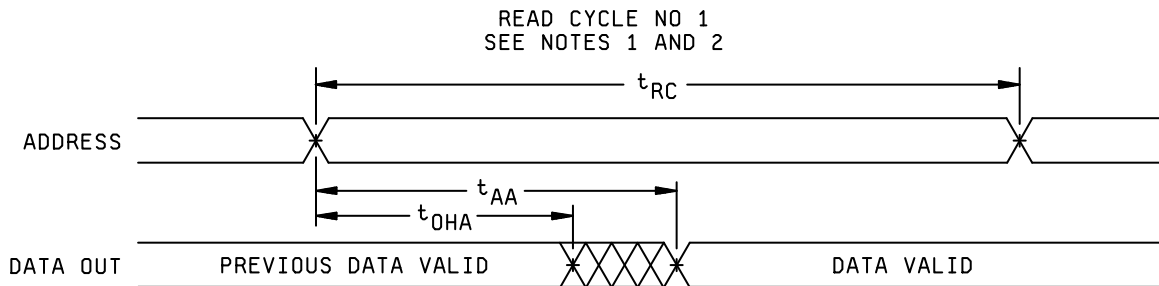 READ CYCLE NO 1
SEE NOTES 1 AND 2
tRC
ADDRESS
tAA
tOHA
DATA OUT PREVIOUS DATA VALID DATA VALID